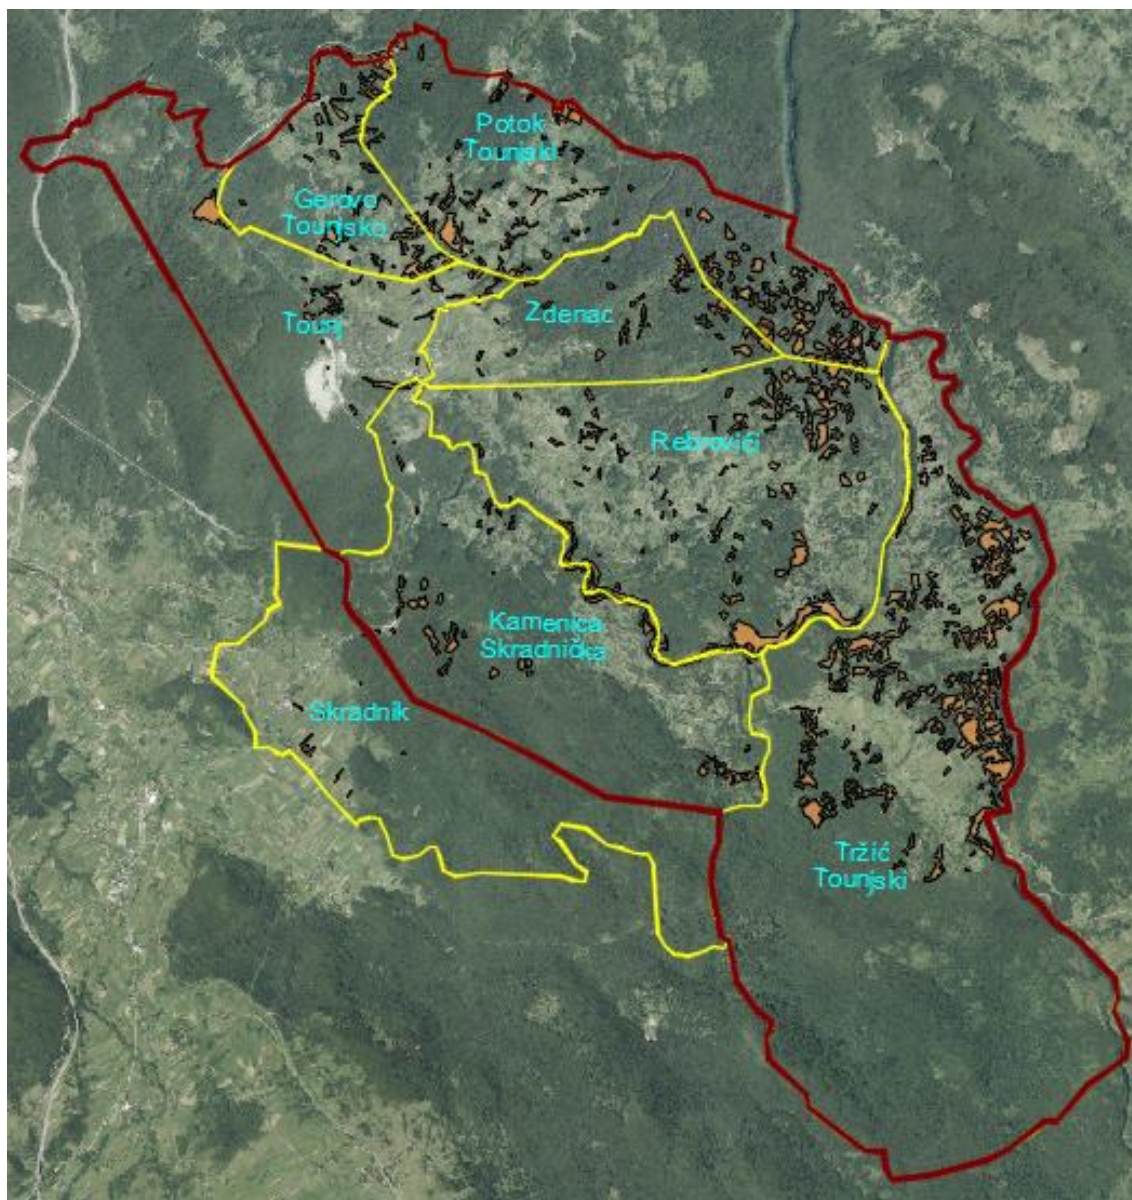 Potok
Tounjski
Gerovo
Tounjsko
Tounj
Zdenac
Rebrovići
Kamenica
Skradnička
Skradnik
Tržić
Tounjski